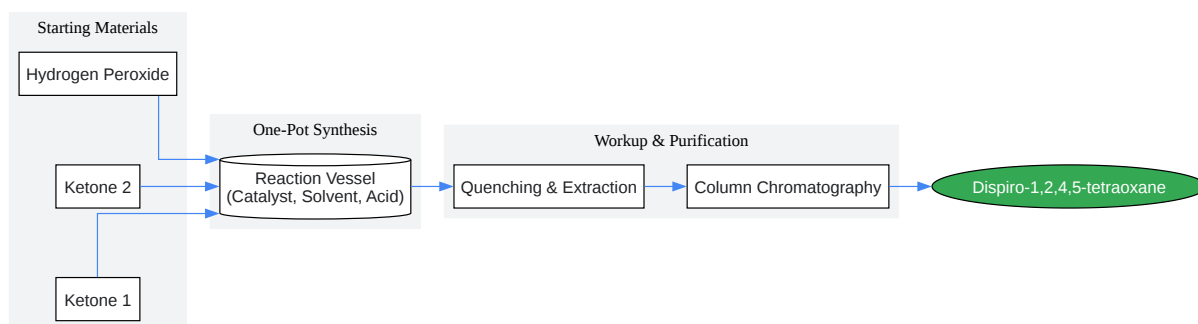 Starting Materials
Hydrogen Peroxide
Ketone 2
Ketone 1
One-Pot Synthesis
Reaction Vessel
(Catalyst, Solvent, Acid)
Workup & Purification
Quenching & Extraction
Column Chromatography
Dispiro-1,2,4,5-tetraoxane